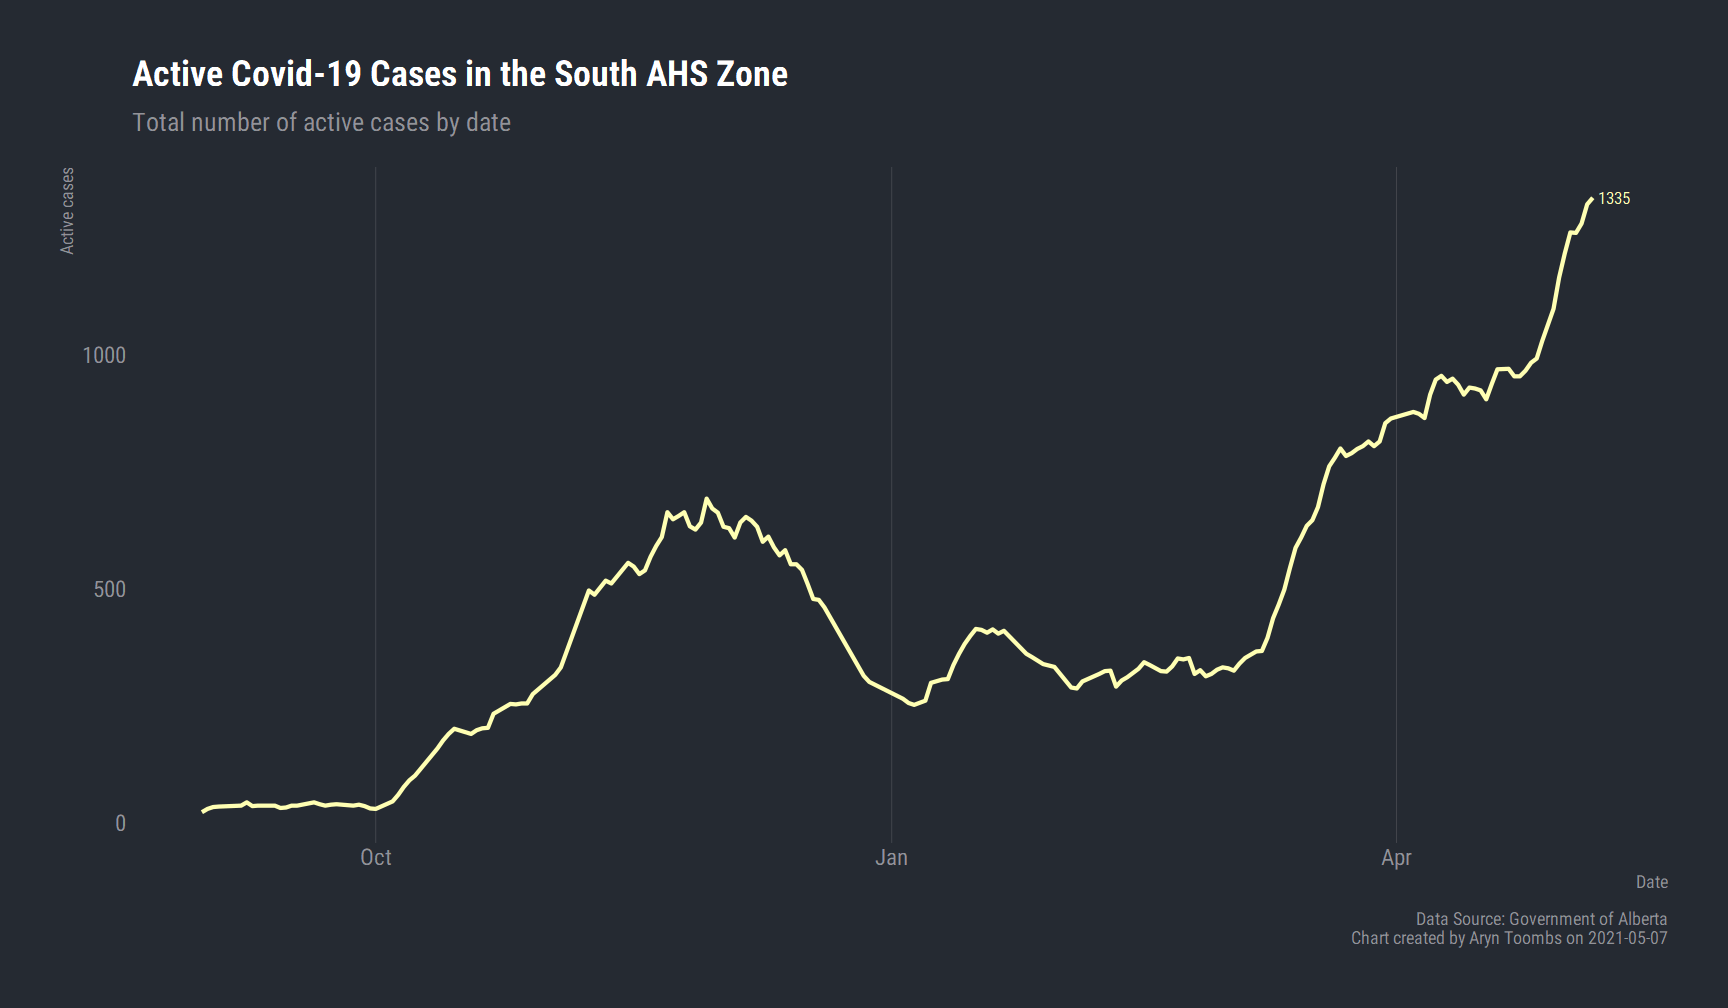 Active Covid-19 Cases in the South AHS Zone
Total number of active cases by date
Active cases
1335
1000
500
0
Oct
Jan
Apr
Date
Data Source: Government of Alberta
Chart created by Aryn Toombs on 2021-05-07